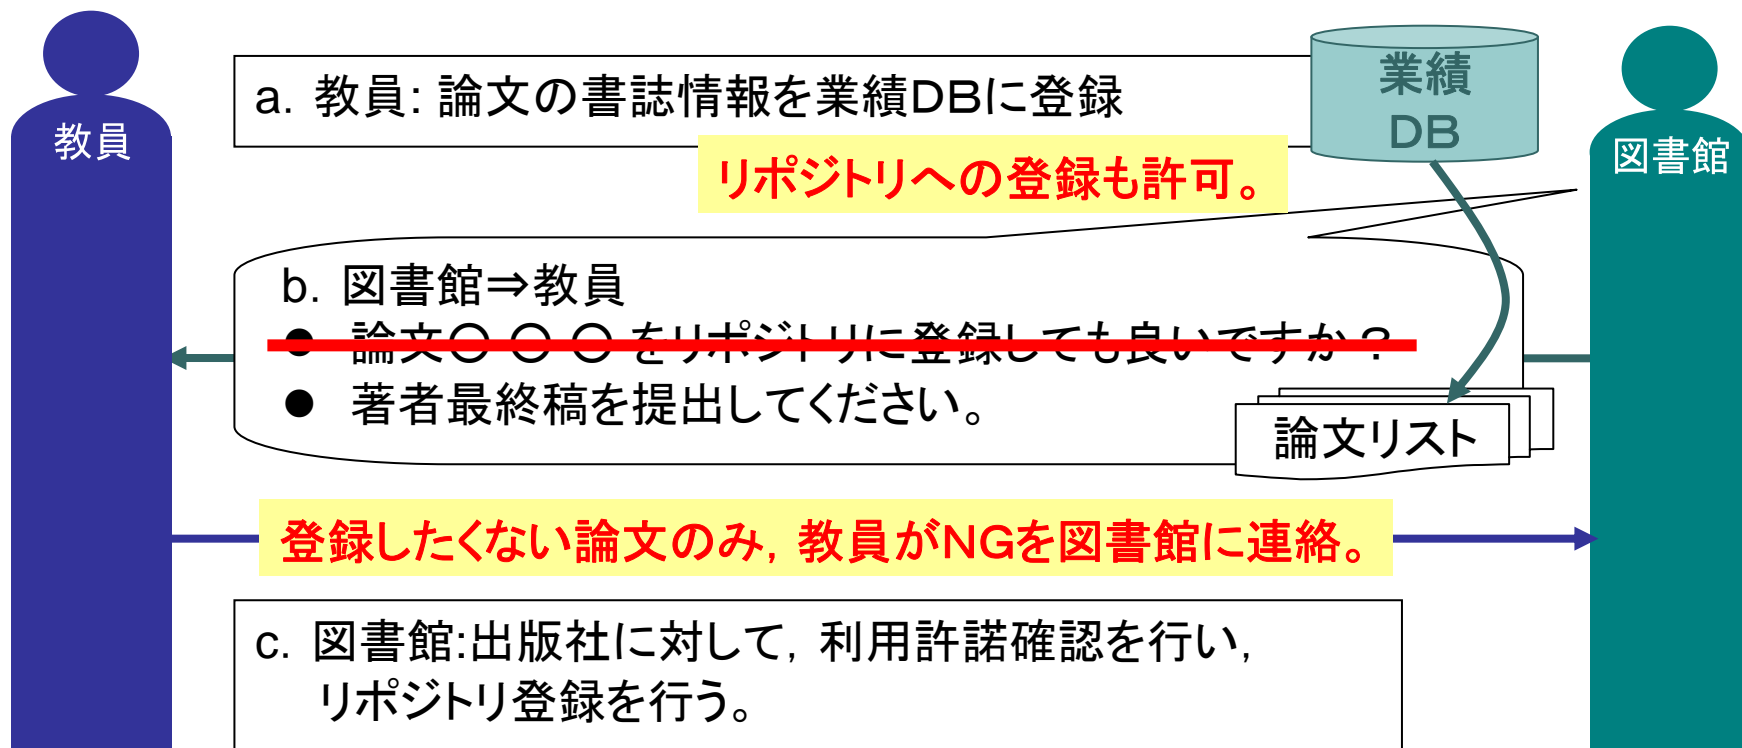 教員
a. 教員: 論文の書誌情報を業績DBに登録
業績
DB
図書館
リポジトリへの登録も許可。
b. 図書館⇒教員
● 論文〇〇〇をリポジトリに登録しても良いですか?
● 著者最終稿を提出してください。
論文リスト
登録したくない論文のみ, 教員がNGを図書館に連絡。
c. 図書館:出版社に対して, 利用許諾確認を行い,
リポジトリ登録を行う。